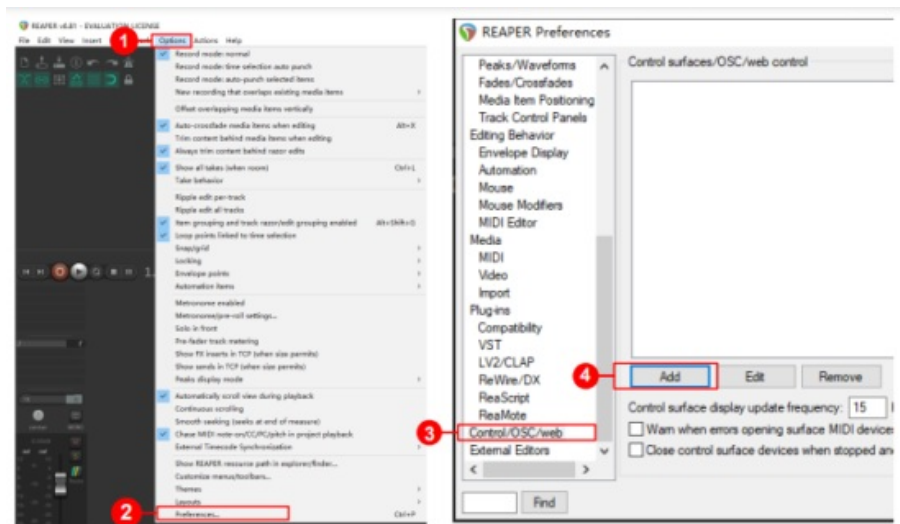 REAPER v6.81 - EVALUATION LICENSE
File Edit View Insert Options Actions Help
1
Record mode: normal
Record mode: time selection auto punch
Record mode: auto-punch selected items
New recording that overlaps existing media items
Offset overlapping media items vertically
Auto-crossfade media items when editing Alt+X
Trim content behind media items when editing
Always trim content behind razor edits
Show all takes (when room) Ctrl+L
Take behavior
Ripple edit per-track
Ripple edit all tracks
Item grouping and track razor/edit grouping enabled Alt+Shift+G
Loop points linked to time selection
Snap/grid
Locking
Envelope points
Automation items
Metronome enabled
Metronome/pre-roll settings...
Solo in front
Pre-fader track metering
Show FX inserts in TCP (when size permits)
Show sends in TCP (when size permits)
Peaks display mode
Automatically scroll view during playback
Continuous scrolling
Smooth seeking (seeks at end of measure)
Chase MIDI note-on/CC/PC/pitch in project playback
External Timecode Synchronization
Show REAPER resource path in explorer/finder...
Customize menus/toolbars...
Themes
Layouts
2
Preferences... Ctrl+P
1.
REAPER Preferences
Peaks/Waveforms
Fades/Crossfades
Media Item Positioning
Track Control Panels
Editing Behavior
Envelope Display
Automation
Mouse
Mouse Modifiers
MIDI Editor
Media
MIDI
Video
Import
Plug-ins
Compatibility
VST
LV2/CLAP
ReWire/DX
ReaScript
ReaMote
3
Control/OSC/web
External Editors
Find
Control surfaces/OSC/web control
4
Add Edit Remove
Control surface display update frequency: 15
Warn when errors opening surface MIDI devices
Close control surface devices when stopped an